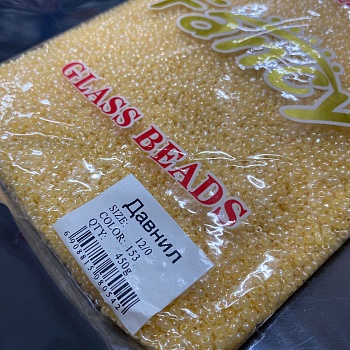 GLASS BEADS
Давнил
SIZE: 12/0
COLOR: 153
QTY: 450g